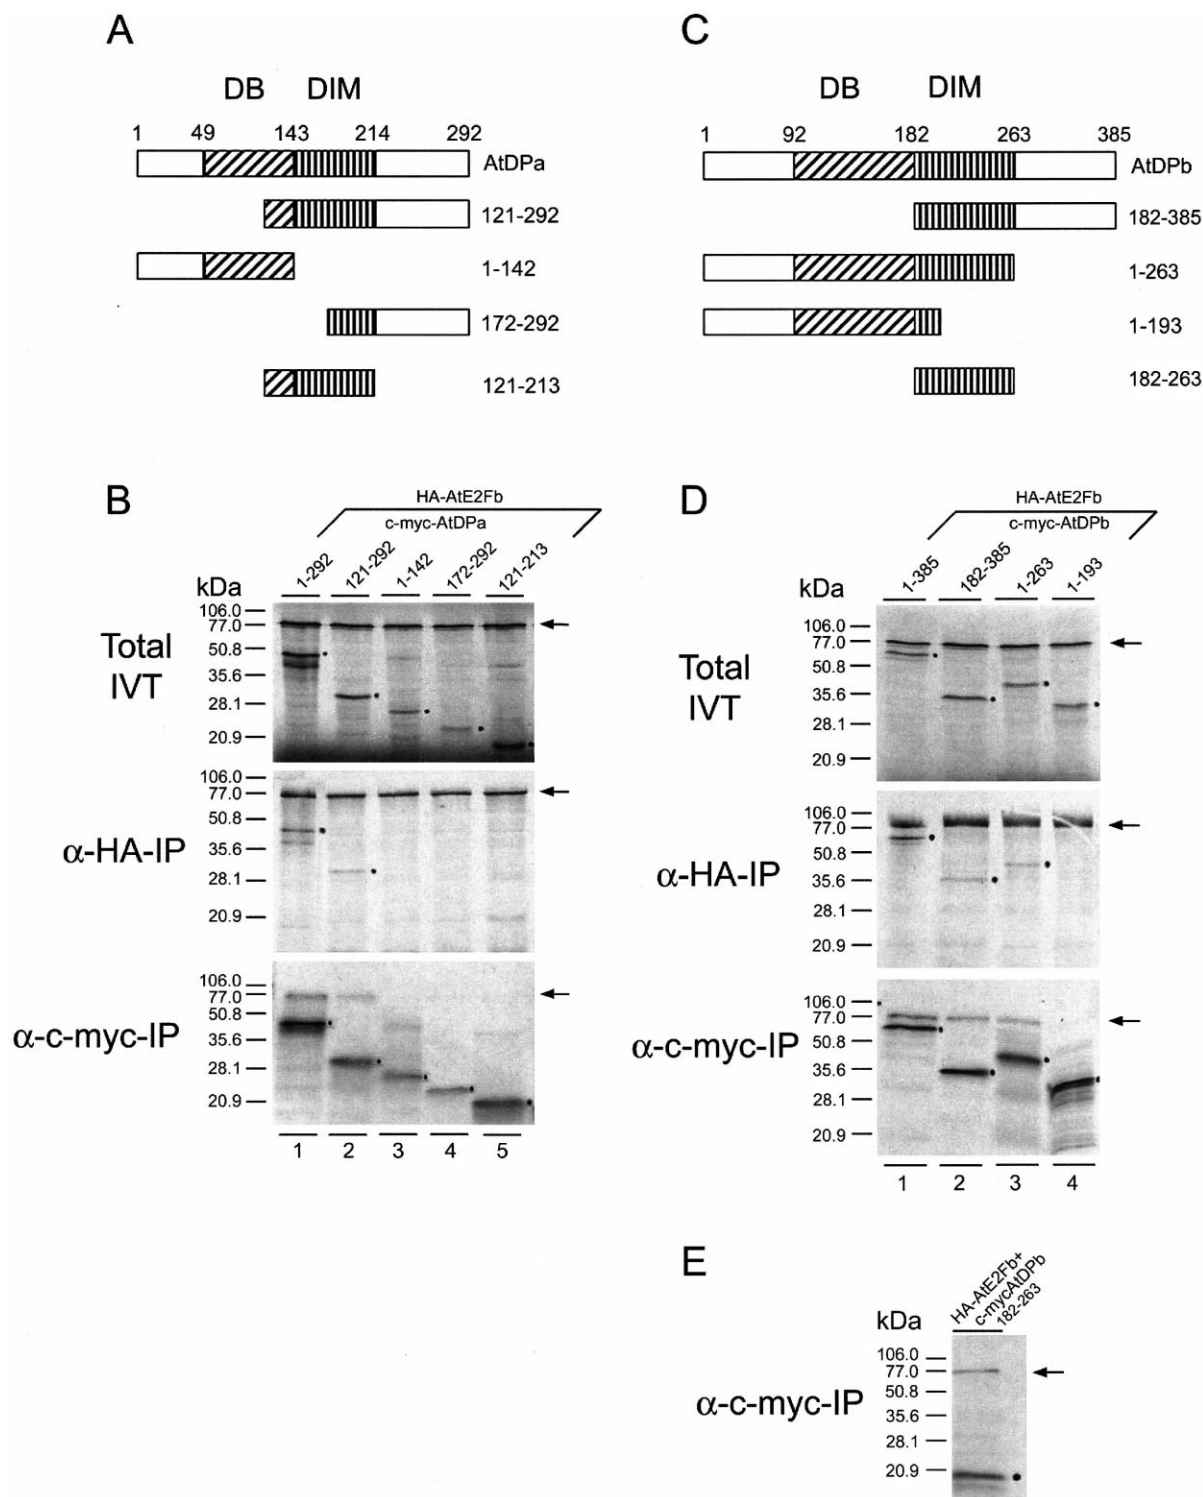 A
DB DIM
1 49 143 214 292
AtDPa
121-292
1-142
172-292
121-213
B
HA-AtE2Fb
c-myc-AtDPa
1-292 121-292 1-142 172-292 121-213
kDa
Total
IVT
106.0
77.0
50.8
35.6
28.1
20.9
α-HA-IP
106.0
77.0
50.8
35.6
28.1
20.9
α-c-myc-IP
106.0
77.0
50.8
35.6
28.1
20.9
1 2 3 4 5
C
DB DIM
1 92 182 263 385
AtDPb
182-385
1-263
1-193
182-263
D
HA-AtE2Fb
c-myc-AtDPb
1-385 182-385 1-263 1-193
kDa
Total
IVT
106.0
77.0
50.8
35.6
28.1
20.9
α-HA-IP
106.0
77.0
50.8
35.6
28.1
20.9
α-c-myc-IP
106.0
77.0
50.8
35.6
28.1
20.9
1 2 3 4
E
HA-AtE2Fb+
c-mycAtDPb
182-263
kDa
α-c-myc-IP
106.0
77.0
50.8
35.6
28.1
20.9